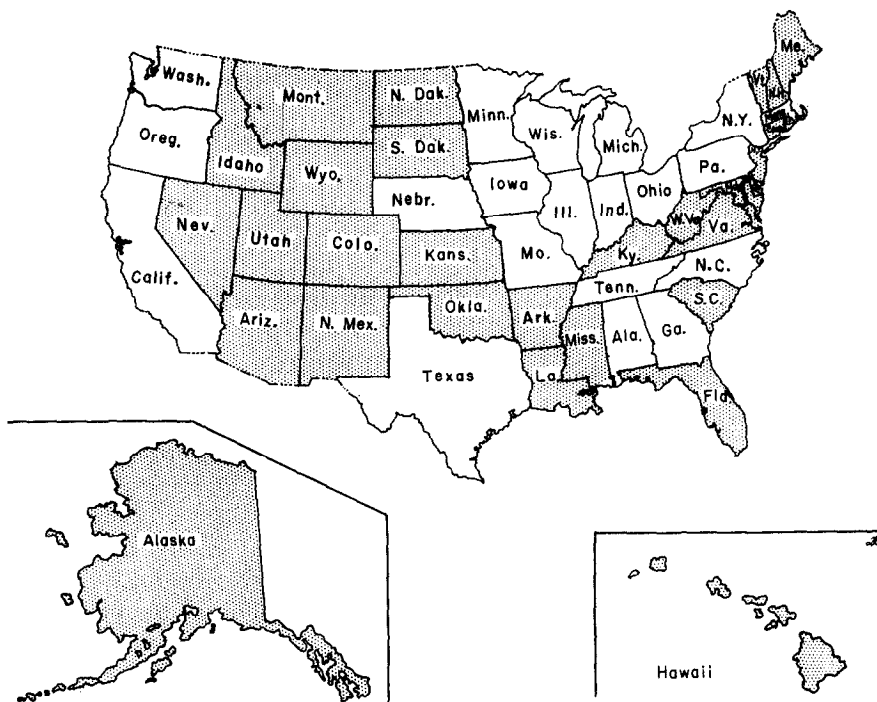 Wash.
Mont.
N. Dak.
Minn.
Me.
Vt.
N.H.
Oreg.
Idaho
Wyo.
S. Dak.
Wis.
Mich.
N.Y.
Nebr.
Iowa
Pa.
Nev.
Utah
Colo.
Kans.
Mo.
Ill.
Ind.
Ohio
W.Va.
Va.
Ky.
Calif.
Ariz.
N. Mex.
Okla.
Ark.
Tenn.
N.C.
S.C.
Texas
La.
Miss.
Ala.
Ga.
Fla.
Alaska
Hawaii